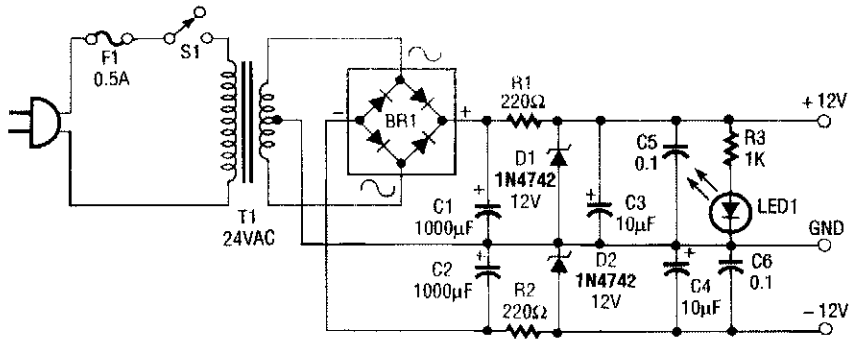 F1
0.5A
S1
T1
24VAC
BR1
−
+
R1
220Ω
D1
1N4742
12V
C1
1000µF
+
C2
1000µF
+
R2
220Ω
D2
1N4742
12V
C3
10µF
+
C5
0.1
R3
1K
LED1
C4
10µF
+
C6
0.1
+12V
GND
−12V